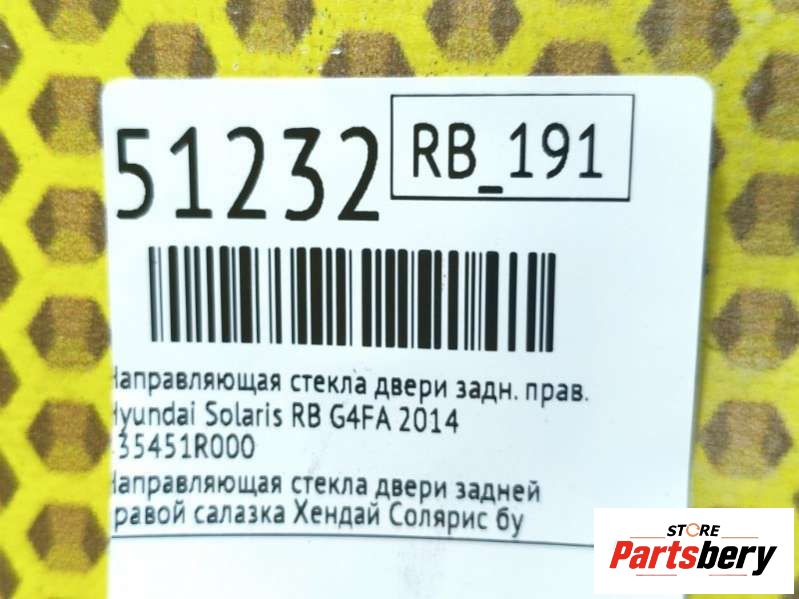 51232
RB_191
Направляющая стекла двери задн. прав.
Hyundai Solaris RB G4FA 2014
35451R000
Направляющая стекла двери задней
правой салазка Хендай Солярис бу
STORE
Partsbery